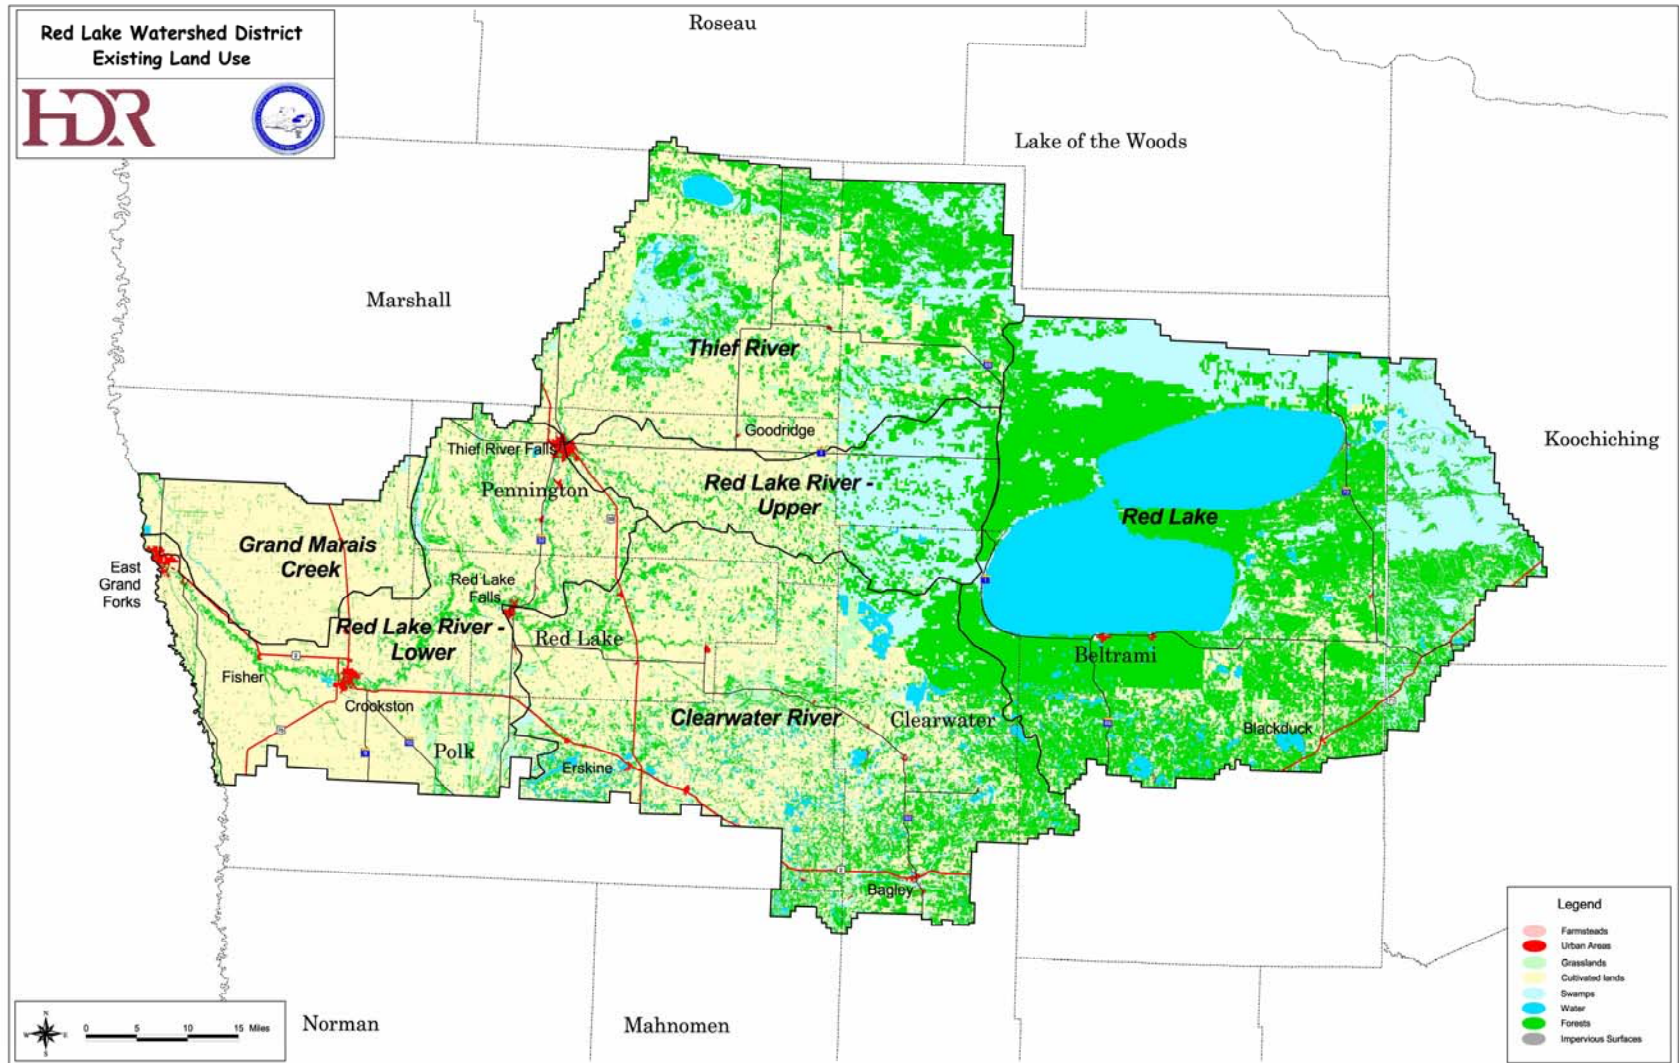 Red Lake Watershed District
Existing Land Use
HDR
Roseau
Lake of the Woods
Marshall
Thief River
Koochiching
Goodridge
Thief River Falls
Pennington
Red Lake River -
Upper
Red Lake
Grand Marais
Creek
East
Grand
Forks
Red Lake
Falls
Red Lake River -
Lower
Red Lake
Beltrami
Fisher
Crookston
Clearwater River
Clearwater
Blackduck
Polk
Erskine
Bagley
Norman
Mahnomen
N
W
E
S
0 5 10 15 Miles
Legend
Farmsteads
Urban Areas
Grasslands
Cultivated lands
Swamps
Water
Forests
Impervious Surfaces